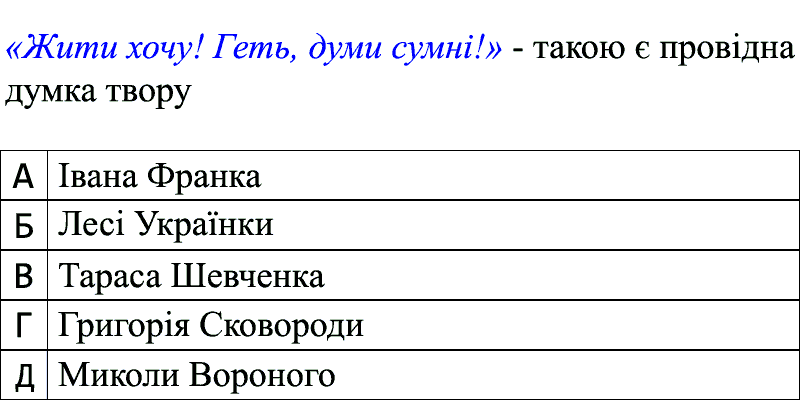 «Жити хочу! Геть, думи сумні!» - такою є провідна
думка твору
А Івана Франка
Б Лесі Українки
В Тараса Шевченка
Г Григорія Сковороди
Д Миколи Вороного